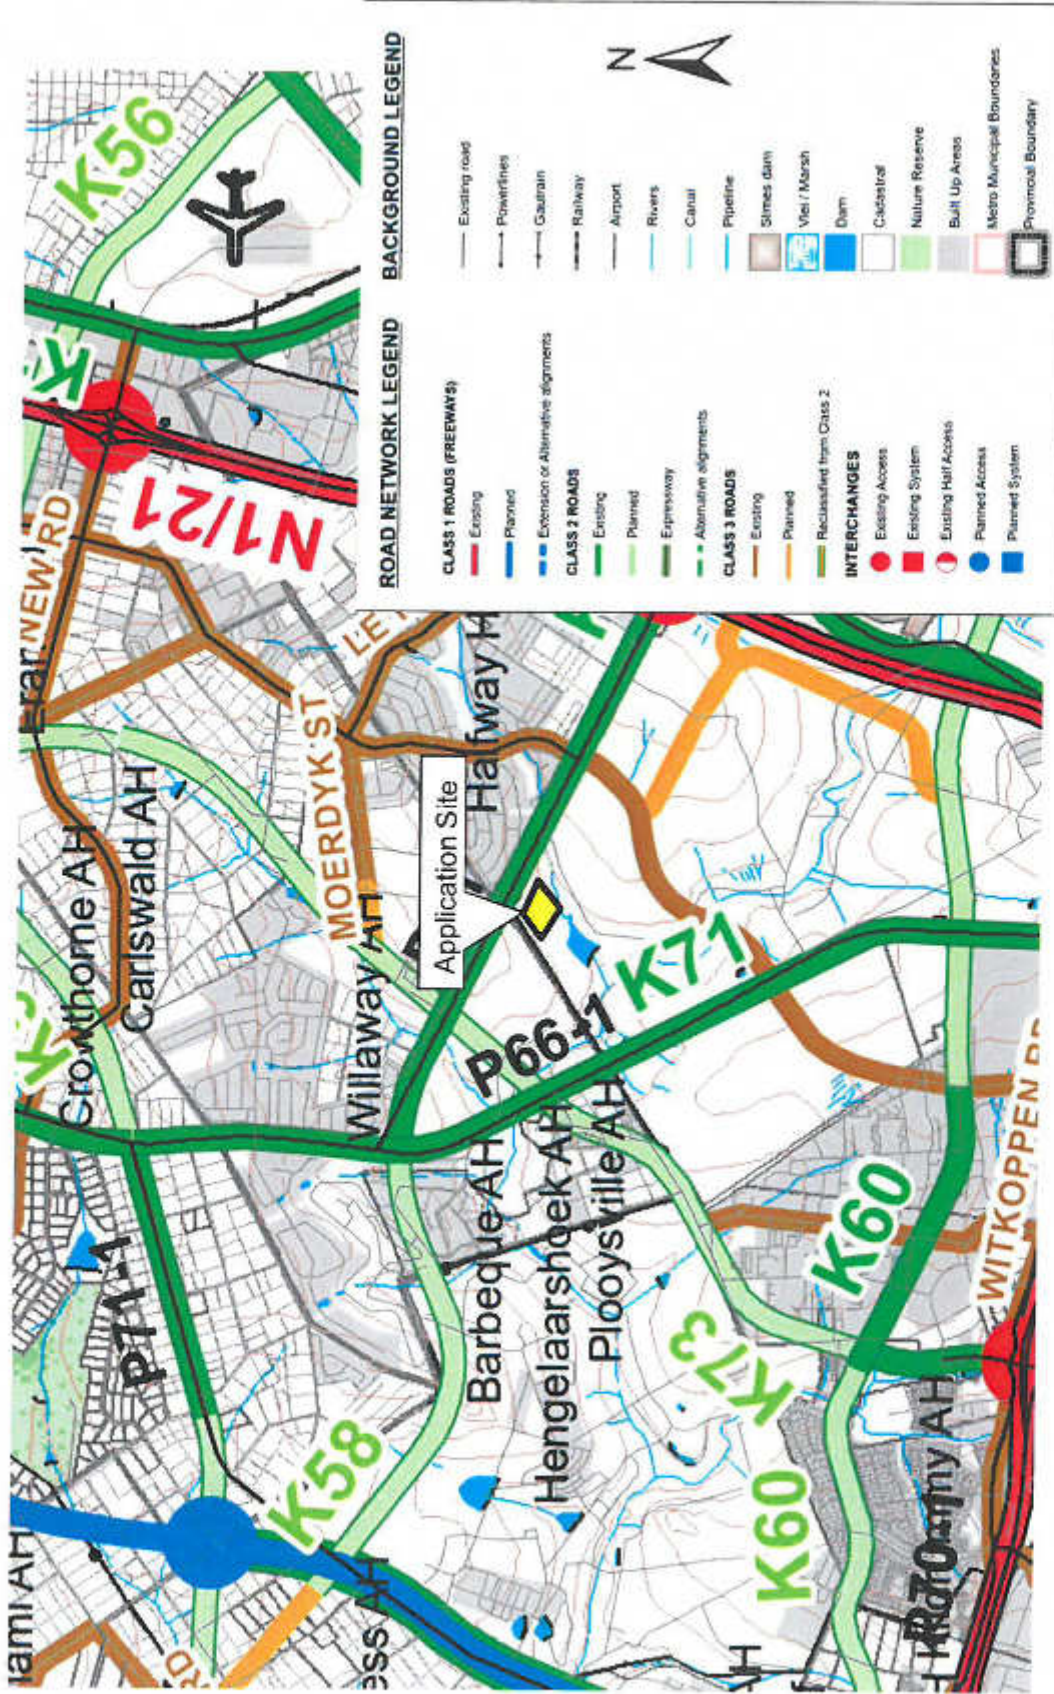 K56
N1/21
NEW RD
Crowthorne AH
Carlswald AH
MOERDYK ST
Willaway AH
Application Site
Halfway H
P66-1
K71
P71-1
K58
Barbeque AH
Hengelaarshoek AH
Plooysville AH
K73
K60
K60
WITKOPPEN RD
RD
AH
ROAD NETWORK LEGEND
CLASS 1 ROADS (FREEWAYS)
Existing
Planned
Extension or Alternative alignments
CLASS 2 ROADS
Existing
Planned
Expressway
Alternative alignments
CLASS 3 ROADS
Existing
Planned
Reclassified from Class 2
INTERCHANGES
Existing Access
Existing System
Existing Half Access
Planned Access
Planned System
BACKGROUND LEGEND
Existing road
Powerlines
Gautrain
Railway
Airport
Rivers
Canal
Pipeline
Slimes dam
Vlei / Marsh
Dam
Cadastral
Nature Reserve
Built Up Areas
Metro Municipal Boundaries
Provincial Boundary
N